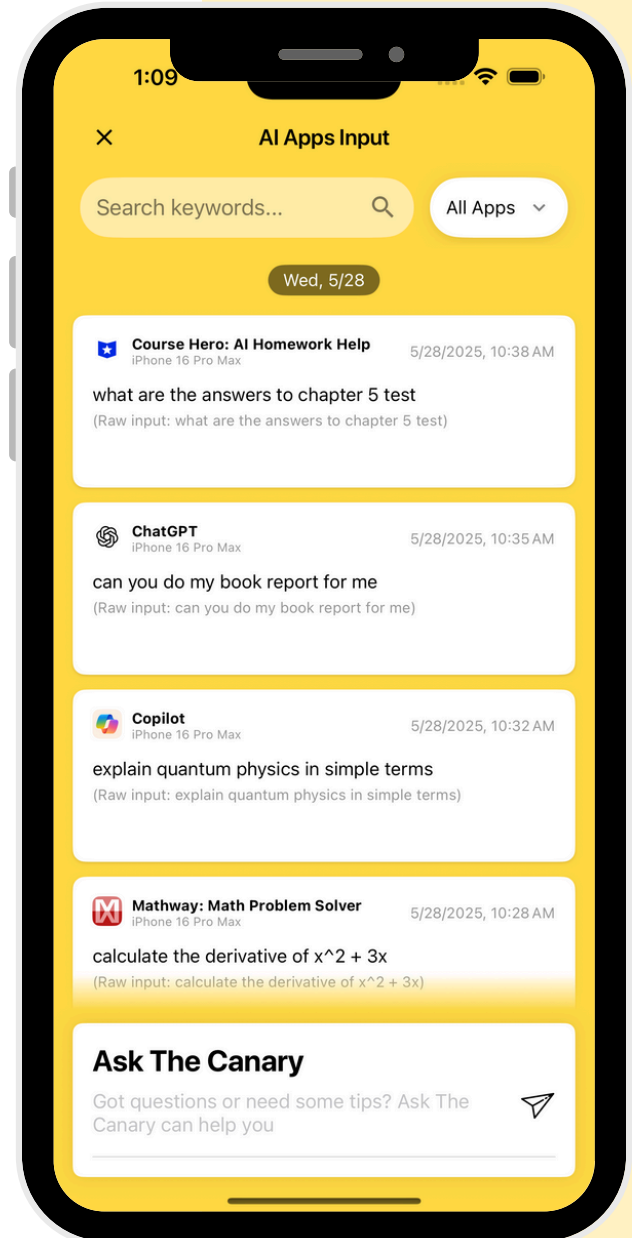 1:09
AI Apps Input
Search keywords...
All Apps
Wed, 5/28
Course Hero: AI Homework Help
iPhone 16 Pro Max
5/28/2025, 10:38 AM
what are the answers to chapter 5 test
(Raw input: what are the answers to chapter 5 test)
ChatGPT
iPhone 16 Pro Max
5/28/2025, 10:35 AM
can you do my book report for me
(Raw input: can you do my book report for me)
Copilot
iPhone 16 Pro Max
5/28/2025, 10:32 AM
explain quantum physics in simple terms
(Raw input: explain quantum physics in simple terms)
Mathway: Math Problem Solver
iPhone 16 Pro Max
5/28/2025, 10:28 AM
calculate the derivative of x^2 + 3x
(Raw input: calculate the derivative of x^2 + 3x)
Ask The Canary
Got questions or need some tips? Ask The
Canary can help you